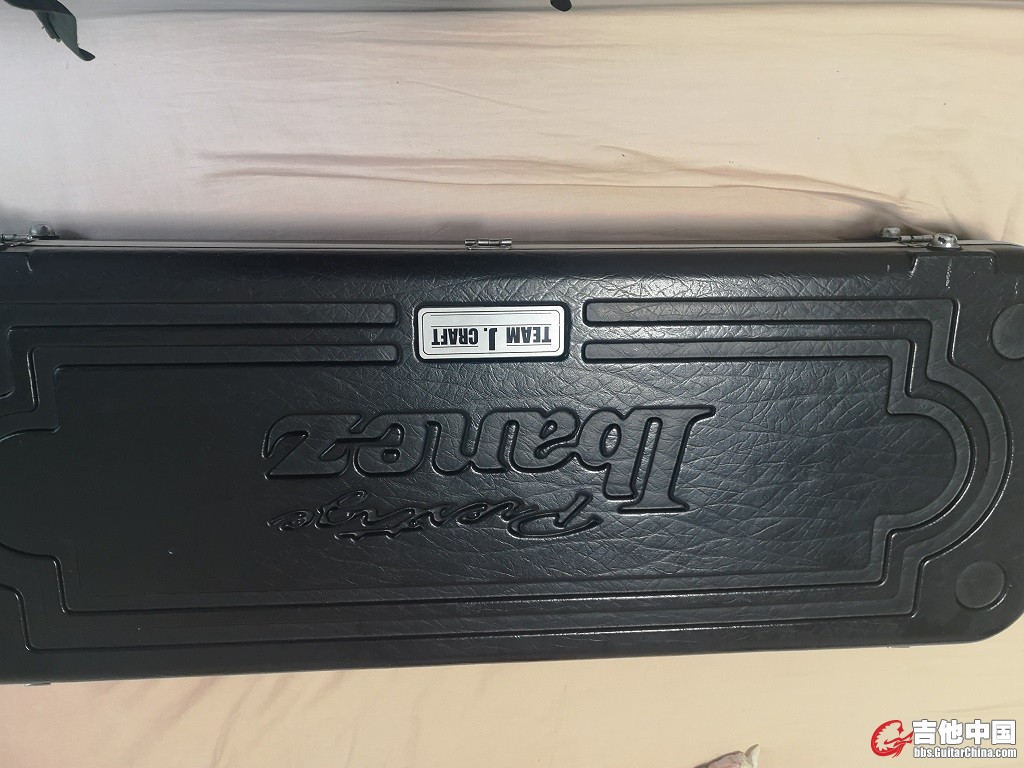 TEAM J. CRAFT
Ibanez
Prestige
吉他中国
bbs.GuitarChina.com